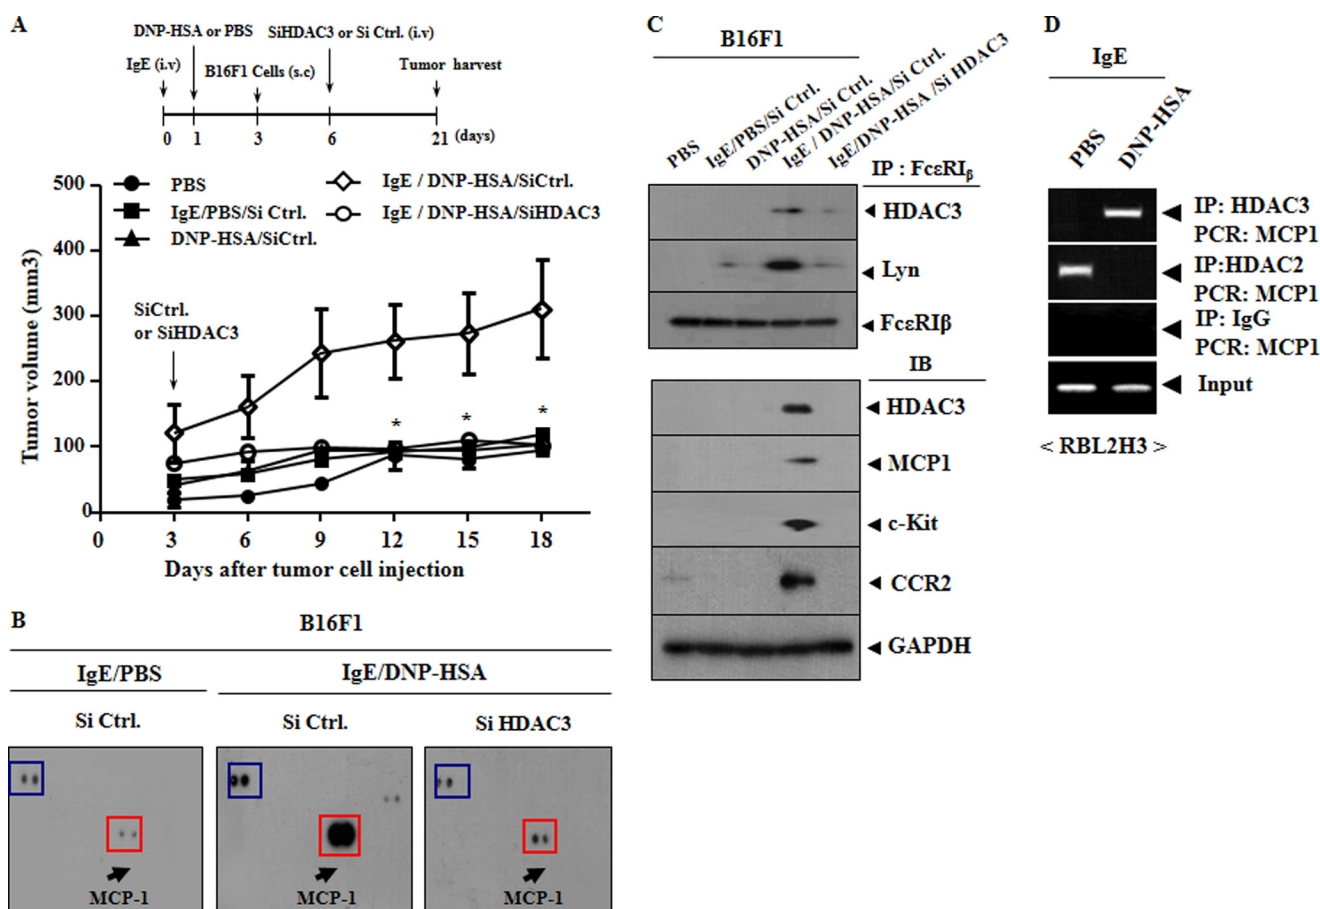 A
DNP-HSA or PBS
SiHDAC3 or Si Ctrl. (i.v)
IgE (i.v)
B16F1 Cells (s.c)
Tumor harvest
0 1 3 6 21 (days)
PBS
IgE/PBS/Si Ctrl.
DNP-HSA/SiCtrl.
IgE / DNP-HSA/SiCtrl.
IgE / DNP-HSA/SiHDAC3
Tumor volume (mm3)
500
400
300
200
100
0
SiCtrl.
or SiHDAC3
* * *
0 3 6 9 12 15 18
Days after tumor cell injection
B
B16F1
IgE/PBS
IgE/DNP-HSA
Si Ctrl.
Si Ctrl.
Si HDAC3
MCP-1
MCP-1
MCP-1
C
B16F1
PBS
IgE/PBS/Si Ctrl.
DNP-HSA/Si Ctrl.
IgE / DNP-HSA/Si Ctrl.
IgE/DNP-HSA /Si HDAC3
IP : FcεRIβ
HDAC3
Lyn
FcεRIβ
IB
HDAC3
MCP1
c-Kit
CCR2
GAPDH
D
IgE
PBS
DNP-HSA
IP: HDAC3
PCR: MCP1
IP:HDAC2
PCR: MCP1
IP: IgG
PCR: MCP1
Input
< RBL2H3 >